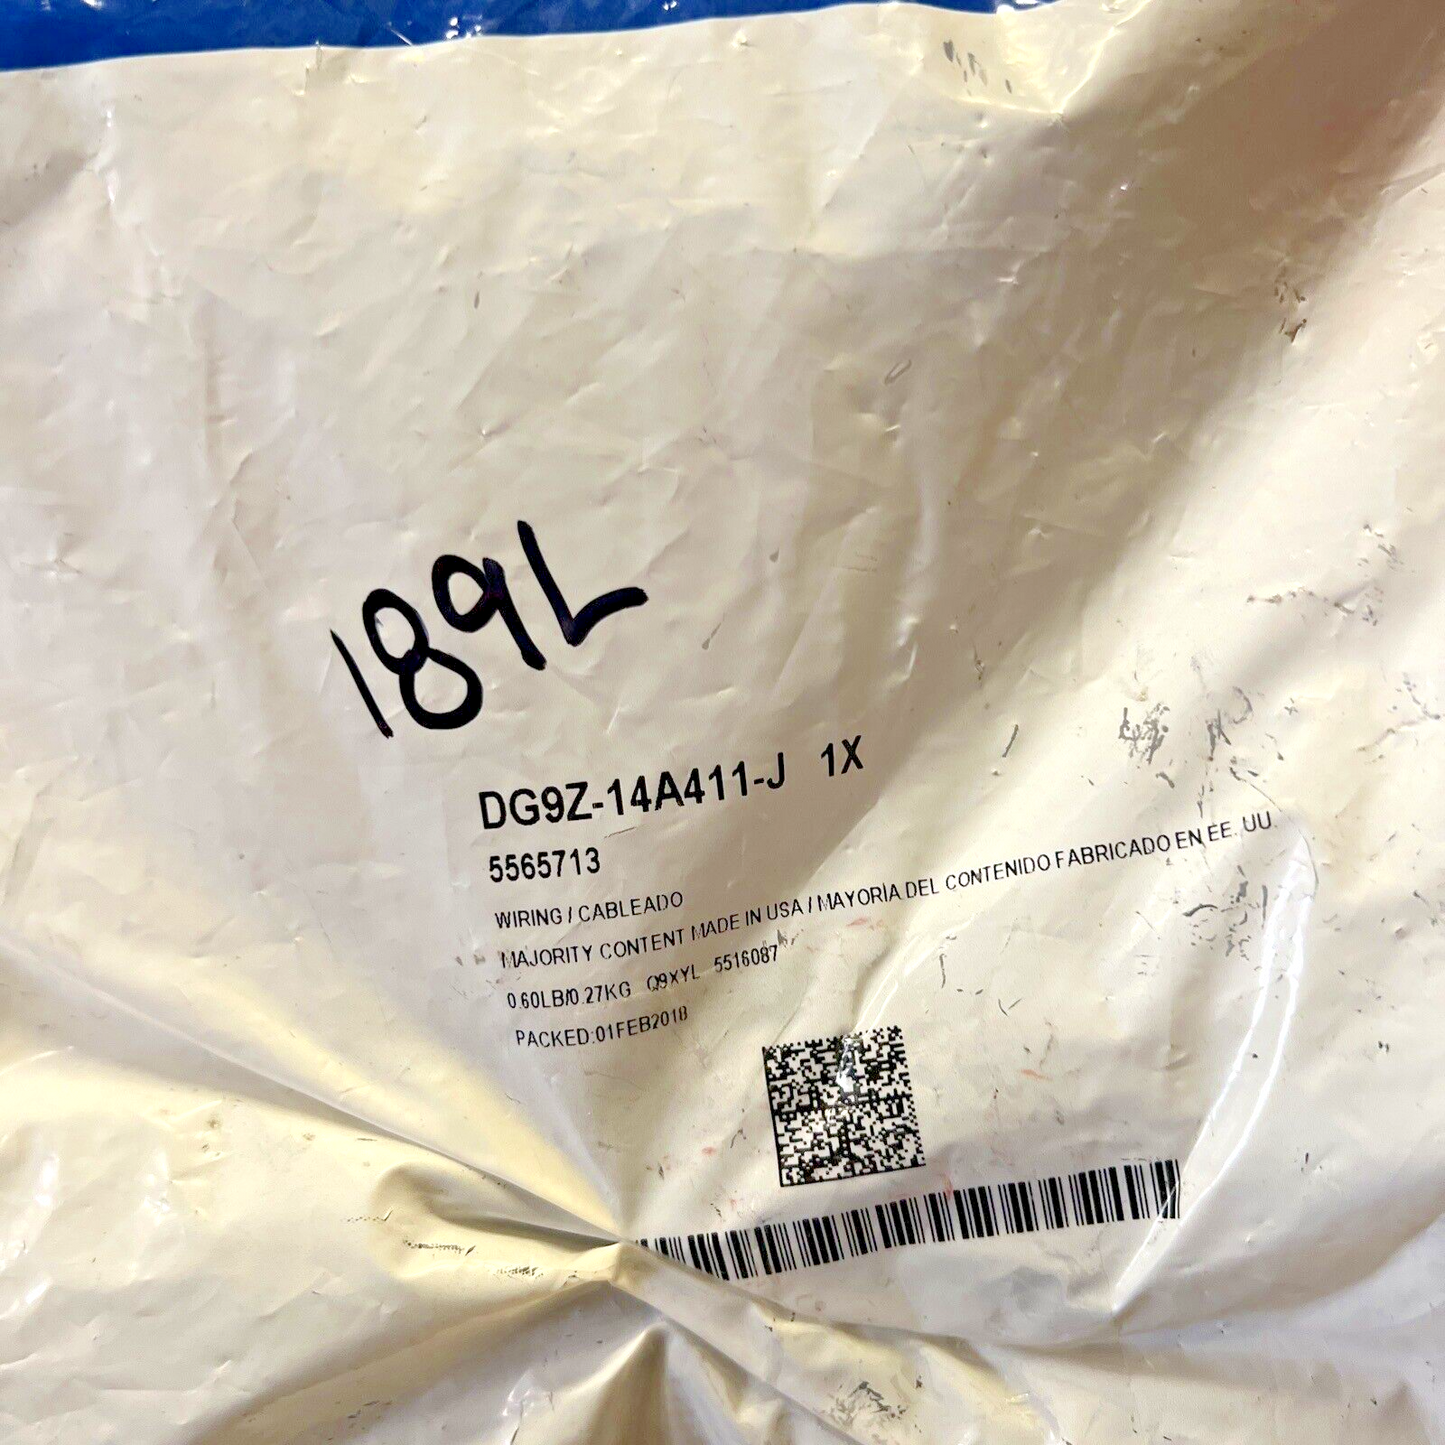 189L
DG9Z-14A411-J 1X
5565713
WIRING / CABLEADO
MAJORITY CONTENT MADE IN USA / MAYORÍA DEL CONTENIDO FABRICADO EN EE. UU.
0.60LB/0.27KG Q9XYL 5516087
PACKED:01FEB2018